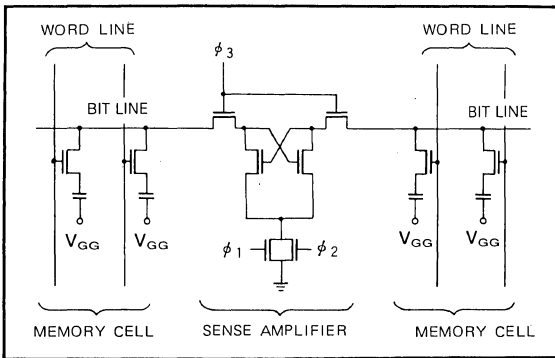 WORD LINE
WORD LINE
ϕ3
BIT LINE
BIT LINE
VGG
VGG
VGG
VGG
ϕ1
ϕ2
MEMORY CELL
SENSE AMPLIFIER
MEMORY CELL